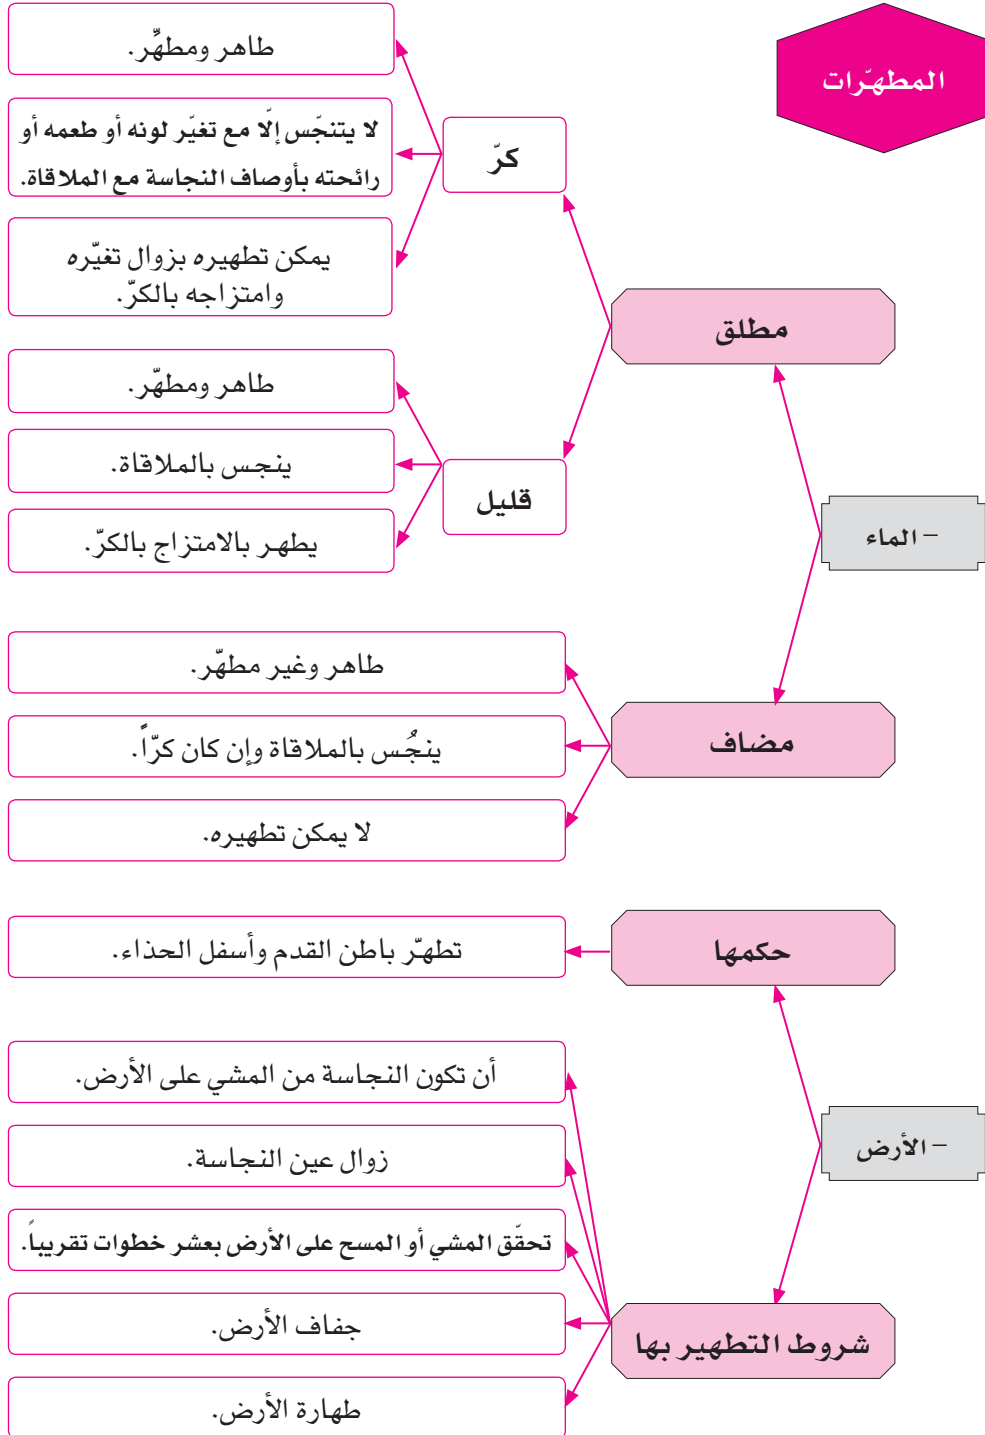 المطهّرات
– الماء
مطلق
كرّ
طاهر ومطهِّر.
لا يتنجّس إلّا مع تغيّر لونه أو طعمه أو
رائحته بأوصاف النجاسة مع الملاقاة.
يمكن تطهيره بزوال تغيّره
وامتزاجه بالكرّ.
قليل
طاهر ومطهّر.
ينجس بالملاقاة.
يطهر بالامتزاج بالكرّ.
مضاف
طاهر وغير مطهّر.
ينجُس بالملاقاة وإن كان كرّاً.
لا يمكن تطهيره.
– الأرض
حكمها
تطهّر باطن القدم وأسفل الحذاء.
شروط التطهير بها
أن تكون النجاسة من المشي على الأرض.
زوال عين النجاسة.
تحقّق المشي أو المسح على الأرض بعشر خطوات تقريباً.
جفاف الأرض.
طهارة الأرض.